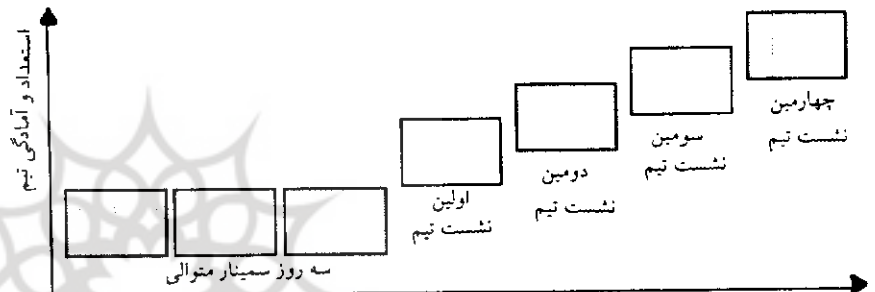 استعداد و آمادگی تیم
چهارمین
نشست تیم
سومین
نشست تیم
دومین
نشست تیم
اولین
نشست تیم
سه روز سمینار متوالی